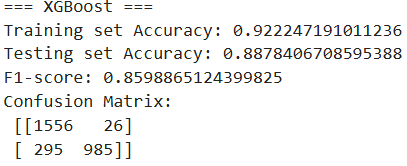 === XGBoost ===
Training set Accuracy: 0.922247191011236
Testing set Accuracy: 0.8878406708595388
F1-score: 0.8598865124399825
Confusion Matrix:
[[1556   26]
[ 295  985]]